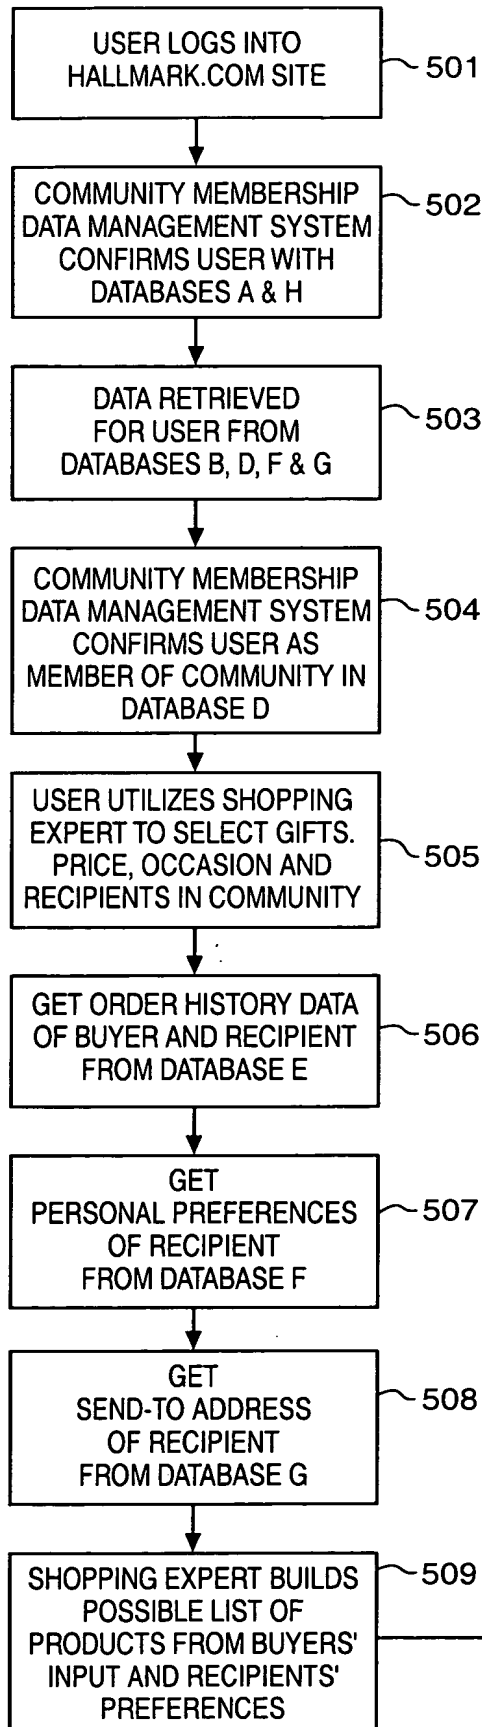 USER LOGS INTO
HALLMARK.COM SITE
501
COMMUNITY MEMBERSHIP
DATA MANAGEMENT SYSTEM
CONFIRMS USER WITH
DATABASES A & H
502
DATA RETRIEVED
FOR USER FROM
DATABASES B, D, F & G
503
COMMUNITY MEMBERSHIP
DATA MANAGEMENT SYSTEM
CONFIRMS USER AS
MEMBER OF COMMUNITY IN
DATABASE D
504
USER UTILIZES SHOPPING
EXPERT TO SELECT GIFTS.
PRICE, OCCASION AND
RECIPIENTS IN COMMUNITY
505
GET ORDER HISTORY DATA
OF BUYER AND RECIPIENT
FROM DATABASE E
506
GET
PERSONAL PREFERENCES
OF RECIPIENT
FROM DATABASE F
507
GET
SEND-TO ADDRESS
OF RECIPIENT
FROM DATABASE G
508
SHOPPING EXPERT BUILDS
POSSIBLE LIST OF
PRODUCTS FROM BUYERS'
INPUT AND RECIPIENTS'
PREFERENCES
509